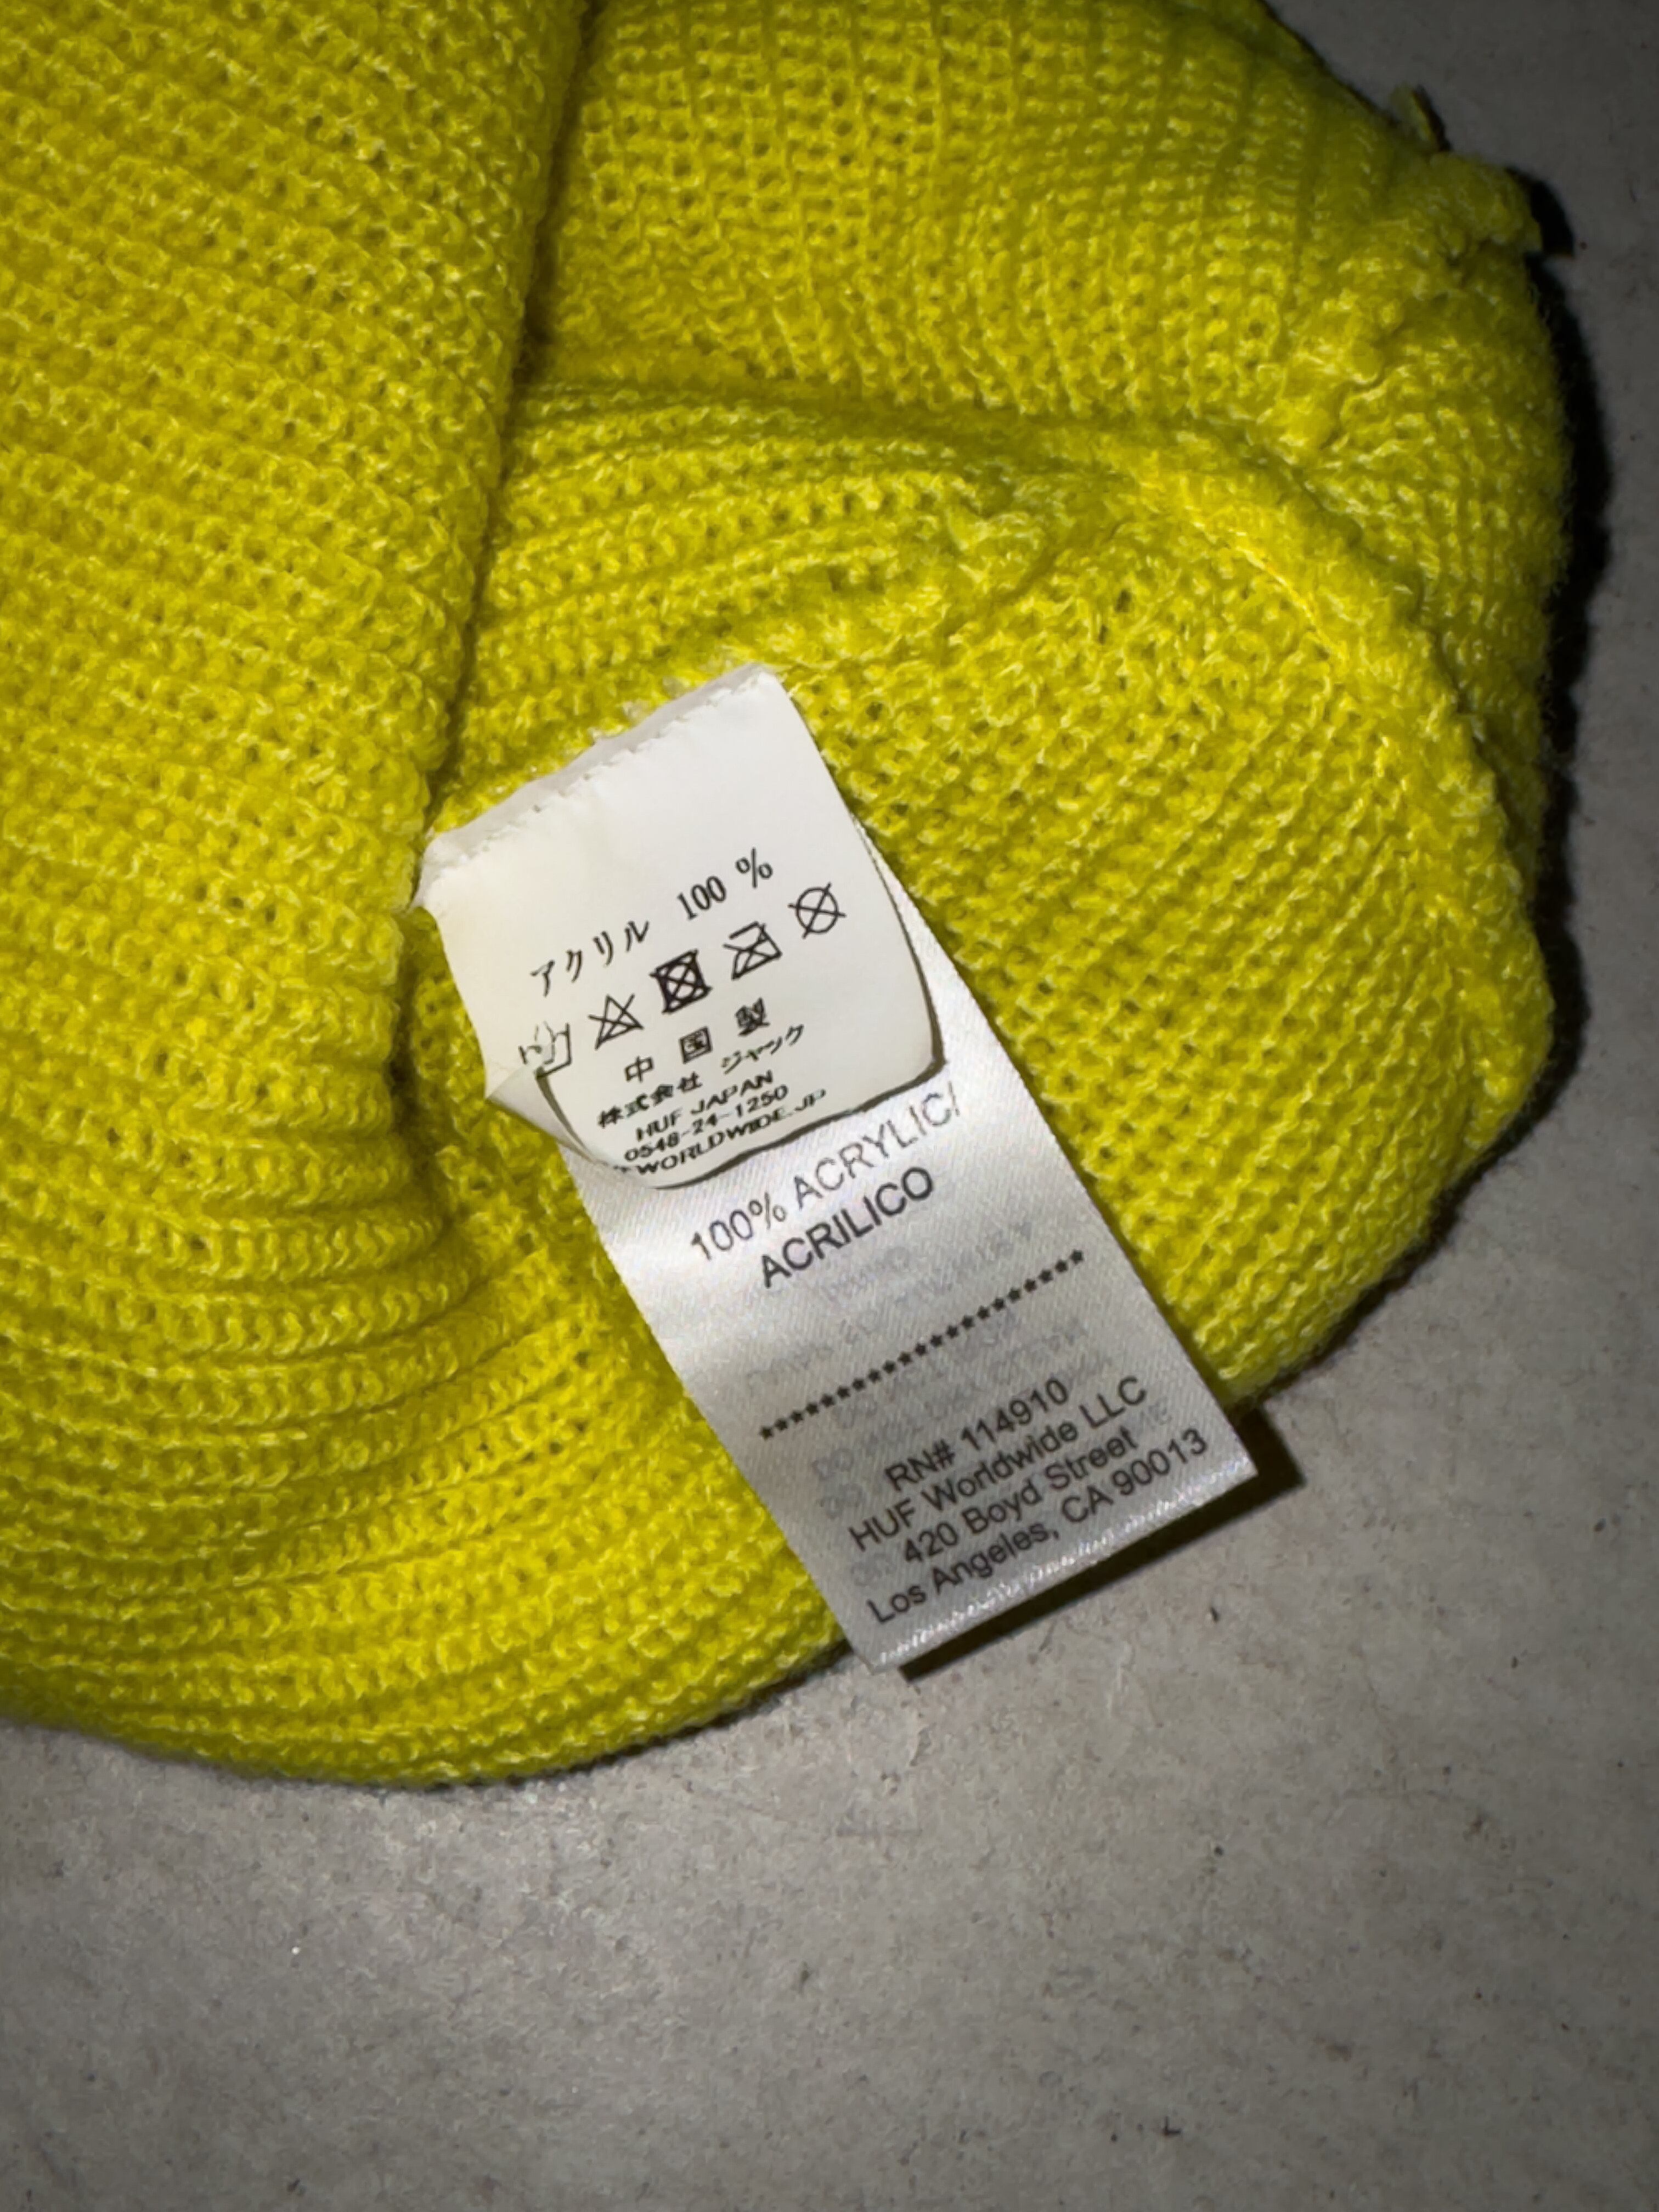 アクリル 100 %
中国製
株式会社 ジャック
HUF JAPAN
0548-24-1250
WORLDWIDE.JP
100% ACRYLIC/
ACRILICO
************************
RN# 114910
HUF Worldwide LLC
420 Boyd Street
Los Angeles, CA 90013